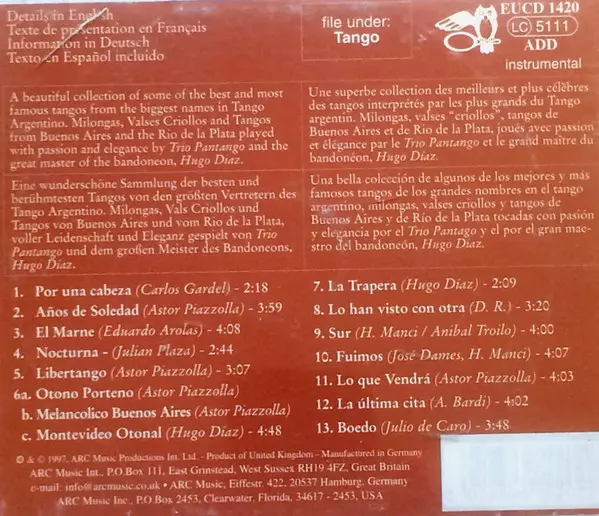 Details in English
Texte de présentation en Français
Information in Deutsch
Texto en Español incluido
file under:
Tango
EUCD 1420
LC 5111
ADD
instrumental
A beautiful collection of some of the best and most
famous tangos from the biggest names in Tango
Argentino. Milongas, Valses Criollos and Tangos
from Buenos Aires and the Rio de la Plata played
with passion and elegance by Trio Pantango and the
great master of the bandoneon, Hugo Díaz.
Une superbe collection des meilleurs et plus célèbres
des tangos interprétés par les plus grands du Tango
argentin. Milongas, valses "criollos", tangos de
Buenos Aires et de Rio de la Plata, joués avec passion
et élégance par le Trio Pantango et le grand maître du
bandonéon, Hugo Díaz.
Eine wunderschöne Sammlung der besten und
berühmtesten Tangos von den größten Vertretern des
Tango Argentino. Milongas, Vals Criollos und
Tangos von Buenos Aires und vom Rio de la Plata,
voller Leidenschaft und Eleganz gespielt von Trio
Pantango und dem großen Meister des Bandoneons,
Hugo Díaz.
Una bella colección de algunos de los mejores y más
famosos tangos de los grandes nombres en el tango
argentino, milongas, valses criollos y tangos de
Buenos Aires y de Río de la Plata tocadas con pasión
y elegancia por el Trio Pantago y el por el gran maes-
tro del bandoneón, Hugo Díaz.
1. Por una cabeza (Carlos Gardel) - 2:18
2. Años de Soledad (Astor Piazzolla) - 3:59
3. El Marne (Eduardo Arolas) - 4:08
4. Nocturna - (Julian Plaza) - 2:44
5. Libertango (Astor Piazzolla) - 3:07
6a. Otono Porteno (Astor Piazzolla)
b. Melancolico Buenos Aires (Astor Piazzolla)
c. Montevideo Otonal (Hugo Díaz) - 4:48
7. La Trapera (Hugo Díaz) - 2:09
8. Lo han visto con otra (D. R.) - 3:20
9. Sur (H. Manci / Anibal Troilo) - 4:00
10. Fuimos (José Dames, H. Manci) - 4:00
11. Lo que Vendrá (Astor Piazzolla) - 4:03
12. La última cita (A. Bardi) - 4:02
13. Boedo (Julio de Caro) - 3:48
℗ & © 1997, ARC Music Productions Int. Ltd. - Product of United Kingdom - Manufactured in Germany
ARC Music Int., P.O.Box 111, East Grinstead, West Sussex RH19 4FZ, Great Britain
e-mail: info@arcmusic.co.uk • ARC Music, Eiffestr. 422, 20537 Hamburg, Germany
ARC Music Inc., P.O Box 2453, Clearwater, Florida, 34617 - 2453, USA